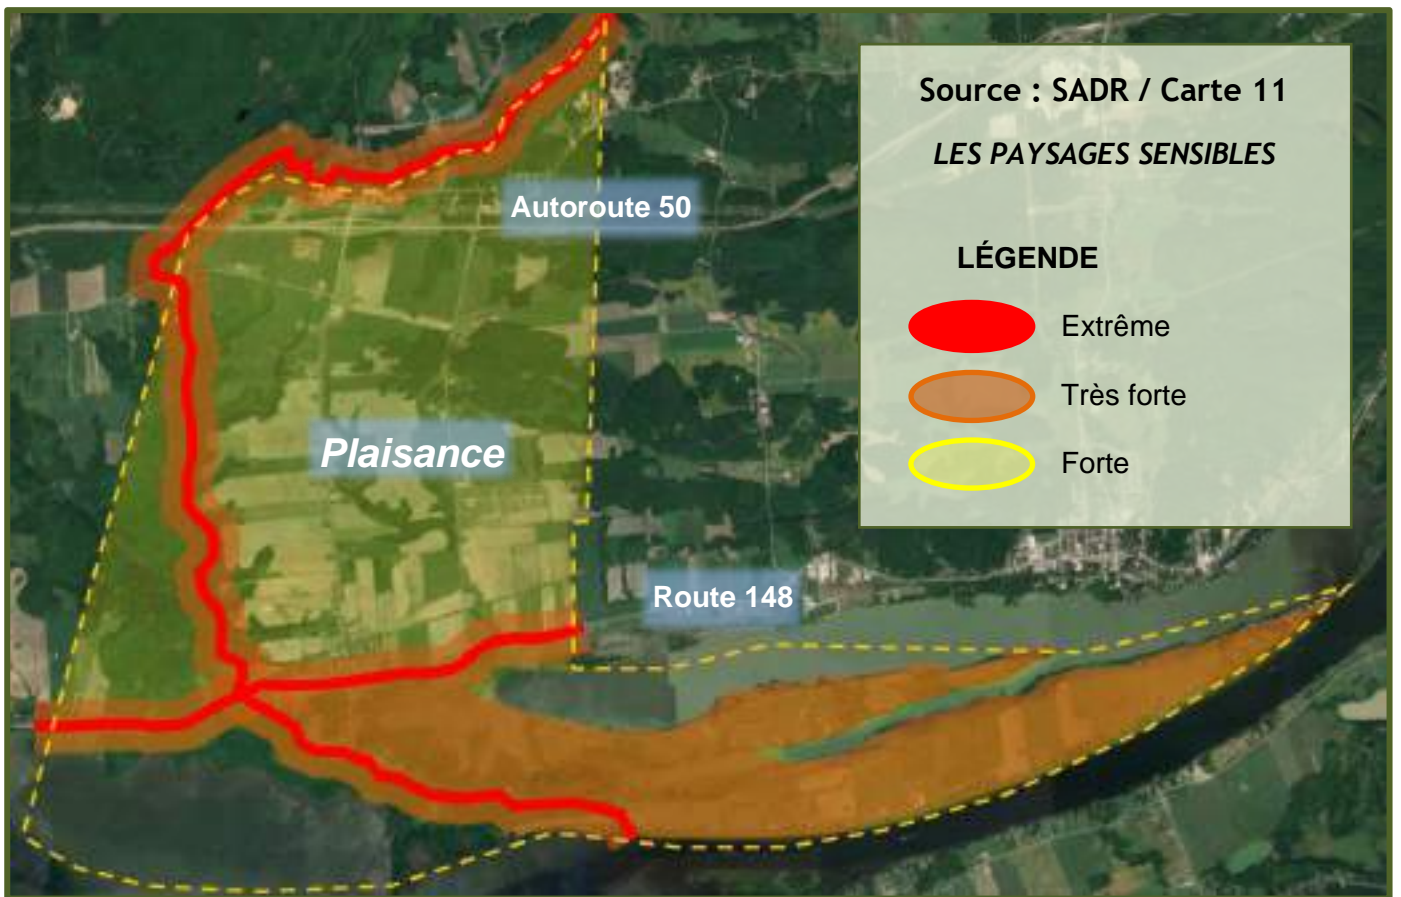 Source : SADR / Carte 11
LES PAYSAGES SENSIBLES
LÉGENDE
Extrême
Très forte
Forte
Autoroute 50
Plaisance
Route 148